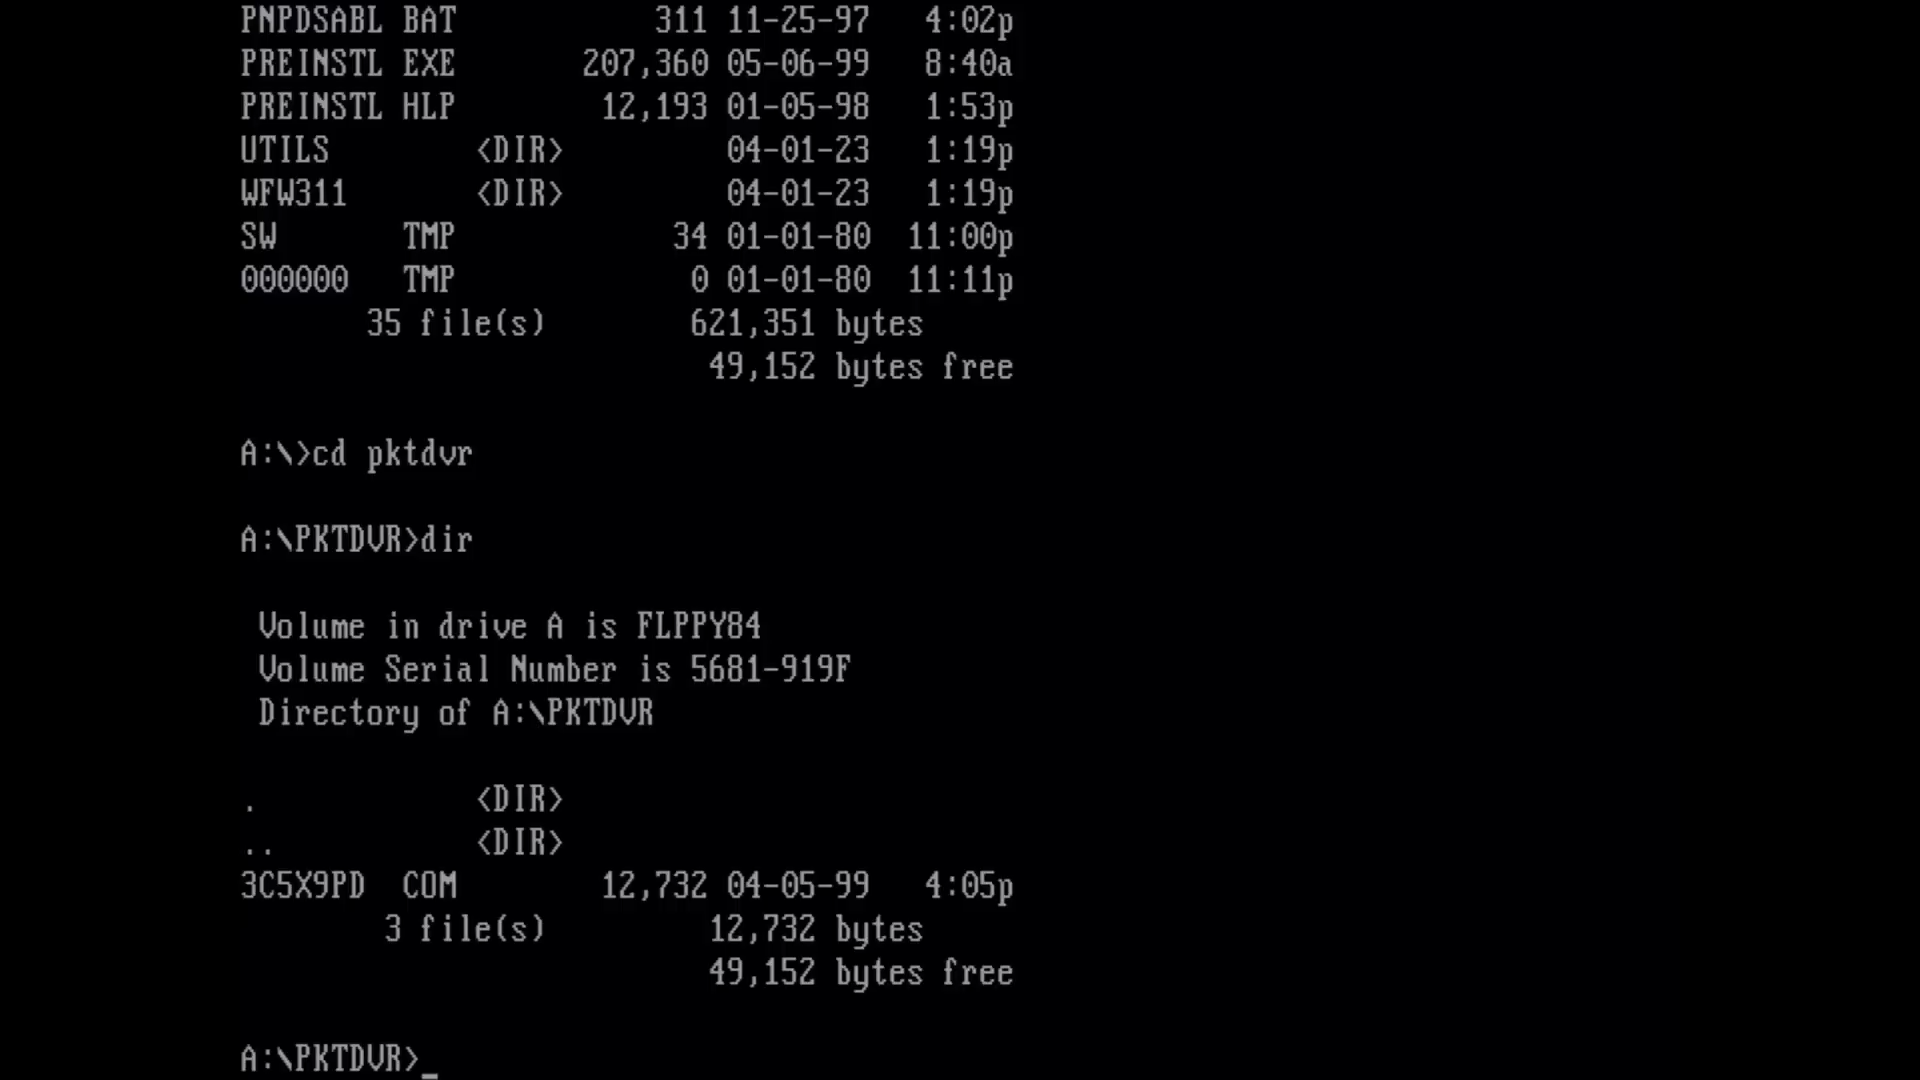 PNPDSABL BAT           311 11-25-97   4:02p
PREINSTL EXE       207,360 05-06-99   8:40a
PREINSTL HLP        12,193 01-05-98   1:53p
UTILS        <DIR>         04-01-23   1:19p
WFW311       <DIR>         04-01-23   1:19p
SW       TMP            34 01-01-80  11:00p
000000   TMP             0 01-01-80  11:11p
       35 file(s)        621,351 bytes
                          49,152 bytes free
A:\>cd pktdvr
A:\PKTDVR>dir
 Volume in drive A is FLPPY84
 Volume Serial Number is 5681-919F
 Directory of A:\PKTDVR
.            <DIR>
..           <DIR>
3C5X9PD  COM        12,732 04-05-99   4:05p
        3 file(s)         12,732 bytes
                          49,152 bytes free
A:\PKTDVR>_